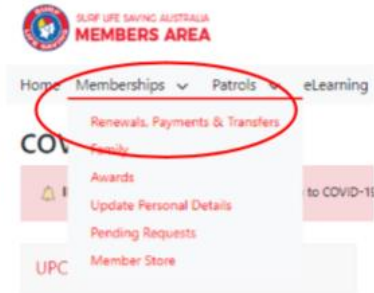 SURF LIFE SAVING AUSTRALIA
MEMBERS AREA
Home Memberships Patrols eLearning
Renewals, Payments & Transfers
COV
Family
Awards
to COVID-19
Update Personal Details
Pending Requests
UPC
Member Store